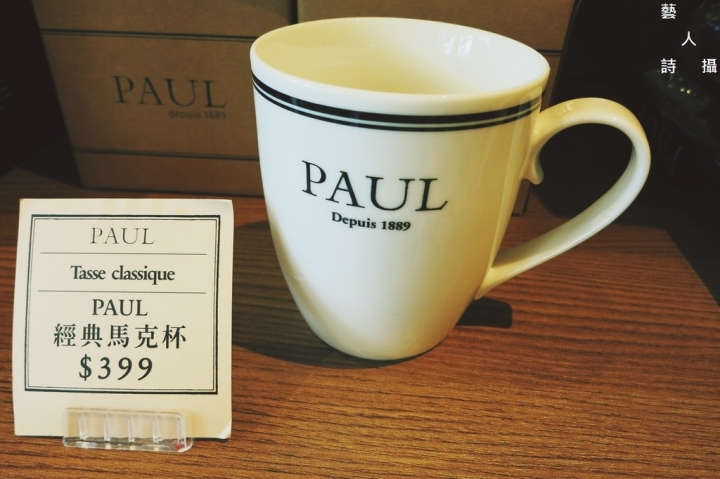 PAUL
depuis 1889
PAUL
Depuis 1889
PAUL
Tasse classique
PAUL
經典馬克杯
$399
藝
人
詩 攝